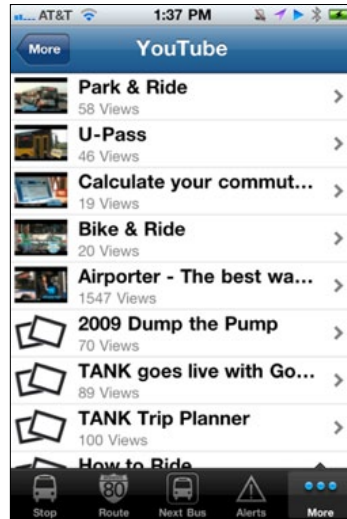 AT&T
1:37 PM
More
YouTube
Park & Ride
58 Views
U-Pass
46 Views
Calculate your commut...
19 Views
Bike & Ride
20 Views
Airporter - The best wa...
1547 Views
2009 Dump the Pump
70 Views
TANK goes live with Go...
89 Views
TANK Trip Planner
100 Views
How to Ride
80
Stop
Route
Next Bus
Alerts
More